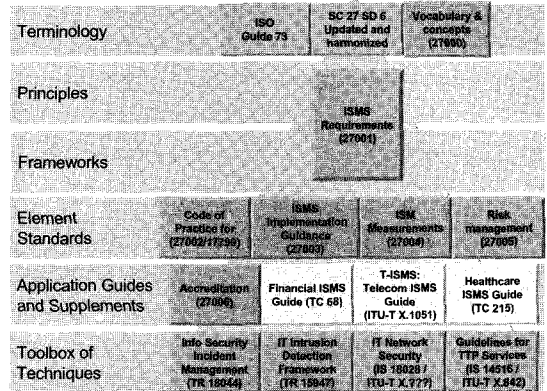 Terminology
ISO
Guide 73
SC 27 SD 6
Updated and
harmonized
Vocabulary &
concepts
(27000)
Principles
ISMS
Requirements
(27001)
Frameworks
Element
Standards
Code of
Practice for
(27002/17799)
ISMS
Implementation
Guidance
(27003)
ISM
Measurements
(27004)
Risk
management
(27005)
Application Guides
and Supplements
Accreditation
(27006)
Financial ISMS
Guide (TC 68)
T-ISMS:
Telecom ISMS
Guide
(ITU-T X.1051)
Healthcare
ISMS Guide
(TC 215)
Toolbox of
Techniques
Info Security
Incident
Management
(TR 18044)
IT Intrusion
Detection
Framework
(TR 15947)
IT Network
Security
(IS 18028 /
ITU-T X.???)
Guidelines for
TTP Services
(IS 14516 /
ITU-T X.842)